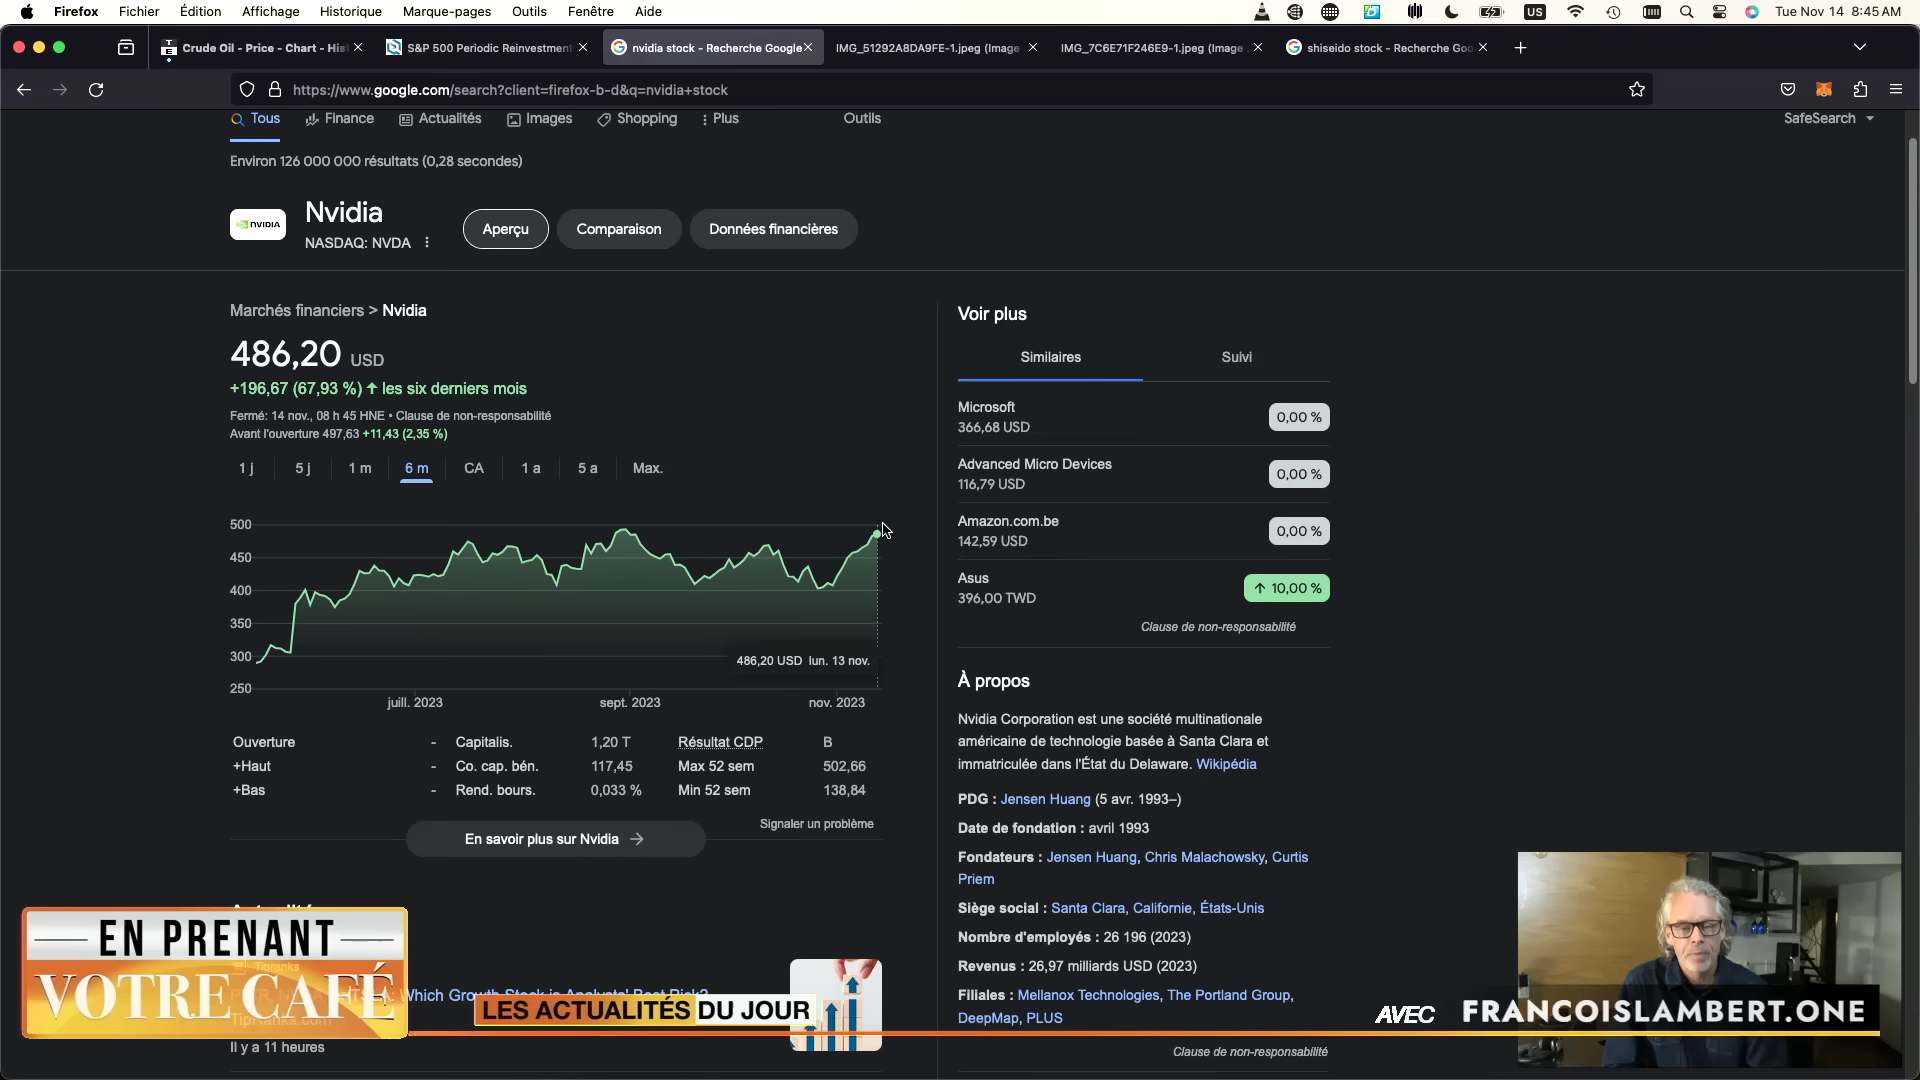 Firefox Fichier Édition Affichage Historique Marque-pages Outils Fenêtre Aide US Tue Nov 14 8:45 AM
Crude Oil - Price - Chart - His S&P 500 Periodic Reinvestmen nvidia stock - Recherche Google IMG_51292A8DA9FE-1.jpeg (Image IMG_7C6E71F246E9-1.jpeg (Image shiseido stock - Recherche Goo
https://www.google.com/search?client=firefox-b-d&q=nvidia+stock
Tous Finance Actualités Images Shopping Plus Outils SafeSearch
Environ 126 000 000 résultats (0,28 secondes)
NVIDIA
Nvidia
NASDAQ: NVDA
Aperçu Comparaison Données financières
Marchés financiers > Nvidia
486,20 USD
+196,67 (67,93 %) ↑ les six derniers mois
Fermé: 14 nov., 08 h 45 HNE • Clause de non-responsabilité
Avant l'ouverture 497,63 +11,43 (2,35 %)
1 j 5 j 1 m 6 m CA 1 a 5 a Max.
500
450
400
350
300
250
486,20 USD lun. 13 nov.
juill. 2023 sept. 2023 nov. 2023
Ouverture - Capitalis. 1,20 T Résultat CDP B
+Haut - Co. cap. bén. 117,45 Max 52 sem 502,66
+Bas - Rend. bours. 0,033 % Min 52 sem 138,84
Signaler un problème
En savoir plus sur Nvidia →
Voir plus
Similaires Suivi
Microsoft
366,68 USD
0,00 %
Advanced Micro Devices
116,79 USD
0,00 %
Amazon.com.be
142,59 USD
0,00 %
Asus
396,00 TWD
↑ 10,00 %
Clause de non-responsabilité
À propos
Nvidia Corporation est une société multinationale
américaine de technologie basée à Santa Clara et
immatriculée dans l'État du Delaware. Wikipédia
PDG : Jensen Huang (5 avr. 1993–)
Date de fondation : avril 1993
Fondateurs : Jensen Huang, Chris Malachowsky, Curtis
Priem
Siège social : Santa Clara, Californie, États-Unis
Nombre d'employés : 26 196 (2023)
Revenus : 26,97 milliards USD (2023)
Filiales : Mellanox Technologies, The Portland Group,
DeepMap, PLUS
Clause de non-responsabilité
EN PRENANT
VOTRE CAFÉ
Tipranks
Which Growth Stock is Analysts' Best Pick?
TipRanks.com
Il y a 11 heures
LES ACTUALITÉS DU JOUR
AVEC FRANCOISLAMBERT.ONE